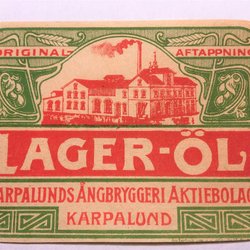 ORIGINAL AFTAPPNING
LAGER-ÖL
KARPALUNDS ÅNGBRYGGERI AKTIEBOLAG
KARPALUND